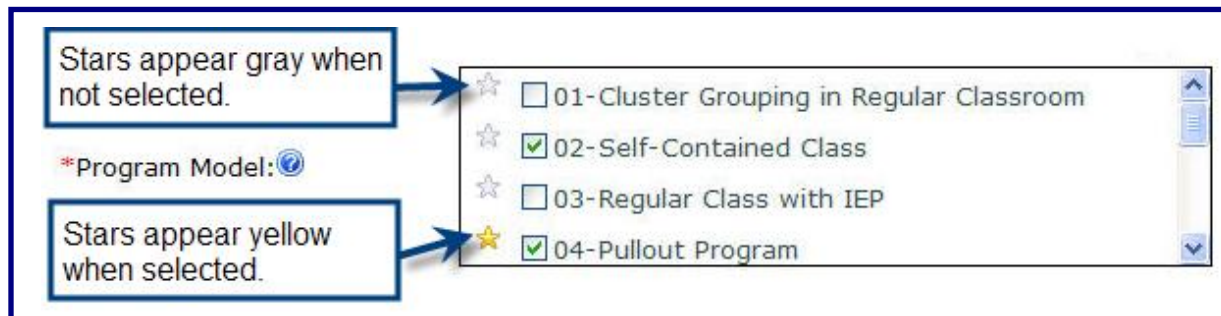 Stars appear gray when
not selected.
01-Cluster Grouping in Regular Classroom
02-Self-Contained Class
*Program Model:
03-Regular Class with IEP
Stars appear yellow
when selected.
04-Pullout Program